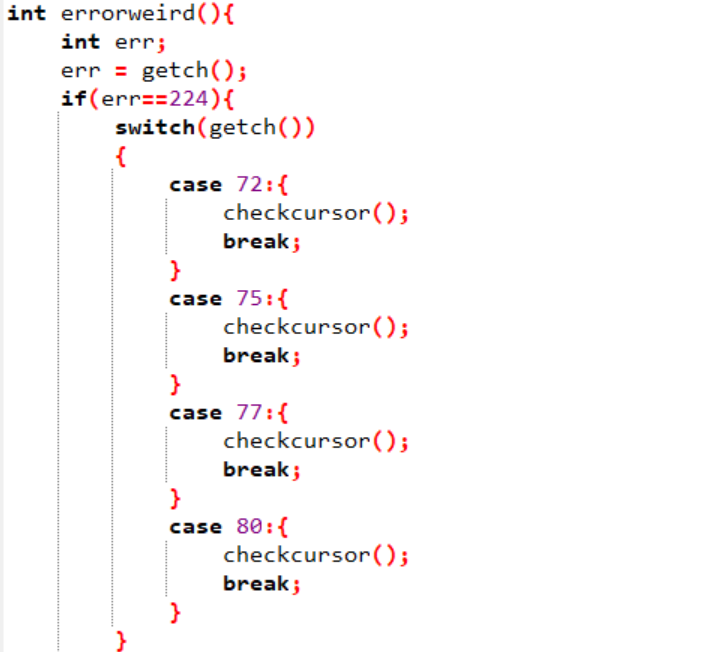 int errorweird(){
    int err;
    err = getch();
    if(err==224){
        switch(getch())
        {
            case 72:{
                checkcursor();
                break;
            }
            case 75:{
                checkcursor();
                break;
            }
            case 77:{
                checkcursor();
                break;
            }
            case 80:{
                checkcursor();
                break;
            }
        }